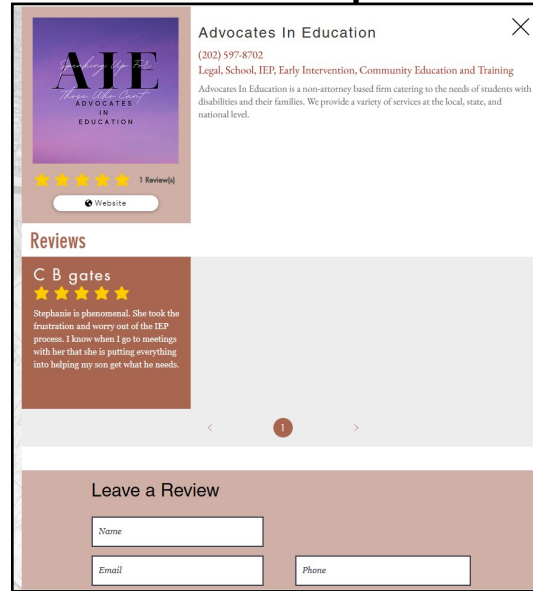 AIE
Speaking Up For
Those Who Can't
ADVOCATES
IN
EDUCATION
1 Review(s)
Website
Advocates In Education
(202) 597-8702
Legal, School, IEP, Early Intervention, Community Education and Training
Advocates In Education is a non-attorney based firm catering to the needs of students with
disabilities and their families. We provide a variety of services at the local, state, and
national level.
Reviews
C B gates
Stephanie is phenomenal. She took the
frustration and worry out of the IEP
process. I know when I go to meetings
with her that she is putting everything
into helping my son get what he needs.
< 1 >
Leave a Review
Name
Email
Phone